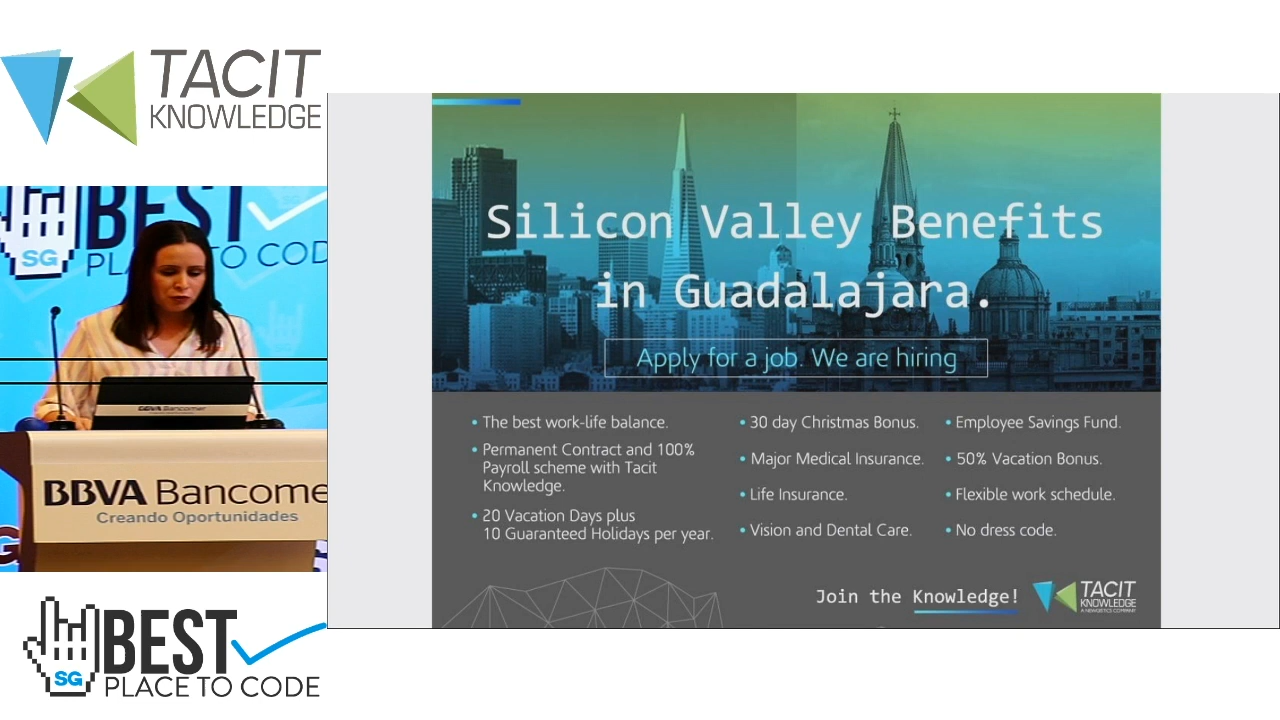 TACIT
KNOWLEDGE
BEST
PLACE TO COD
SG
BBVA Bancomer
BBVA Bancome
Creando Oportunidades
SG
BEST
PLACE TO CODE
Silicon Valley Benefits
in Guadalajara.
Apply for a job. We are hiring
• The best work-life balance.
• Permanent Contract and 100%
Payroll scheme with Tacit
Knowledge.
• 20 Vacation Days plus
10 Guaranteed Holidays per year.
• 30 day Christmas Bonus.
• Major Medical Insurance.
• Life Insurance.
• Vision and Dental Care.
• Employee Savings Fund.
• 50% Vacation Bonus.
• Flexible work schedule.
• No dress code.
Join the Knowledge!
TACIT
KNOWLEDGE
A NEWGISTICS COMPANY